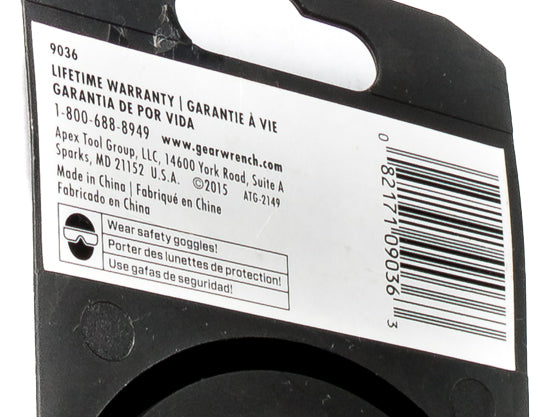 9036
LIFETIME WARRANTY | GARANTIE À VIE
GARANTIA DE POR VIDA
1-800-688-8949 www.gearwrench.com
Apex Tool Group, LLC, 14600 York Road, Suite A
Sparks, MD 21152 U.S.A. ©2015 ATG-2149
Made in China | Fabriqué en Chine
Fabricado en China
Wear safety goggles!
Porter des lunettes de protection!
Use gafas de seguridad!
0 82171 09036 3